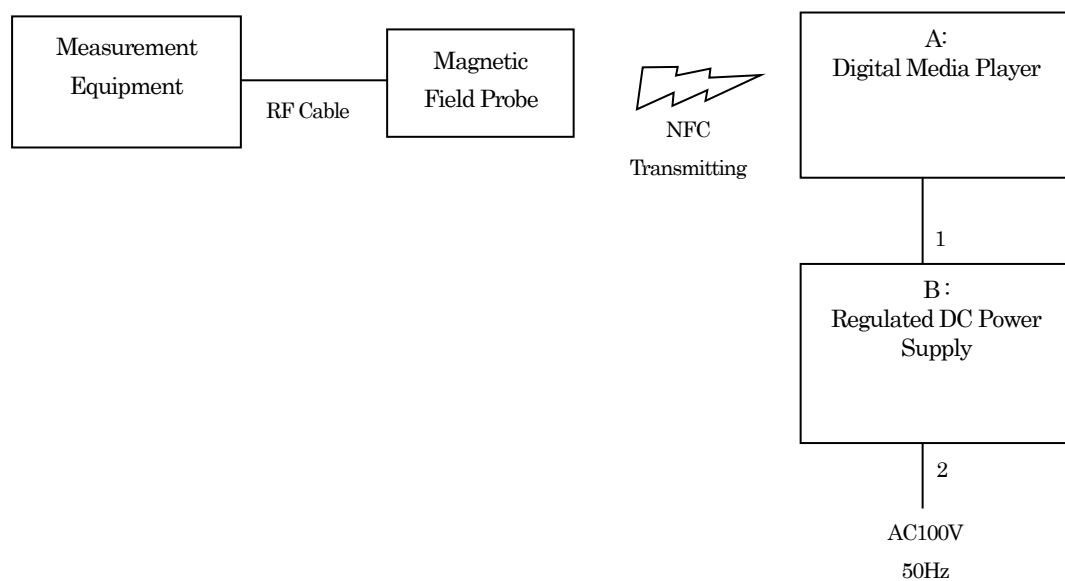 Measurement
Equipment
RF Cable
Magnetic
Field Probe
NFC
Transmitting
A:
Digital Media Player
1
B:
Regulated DC Power
Supply
2
AC100V
50Hz